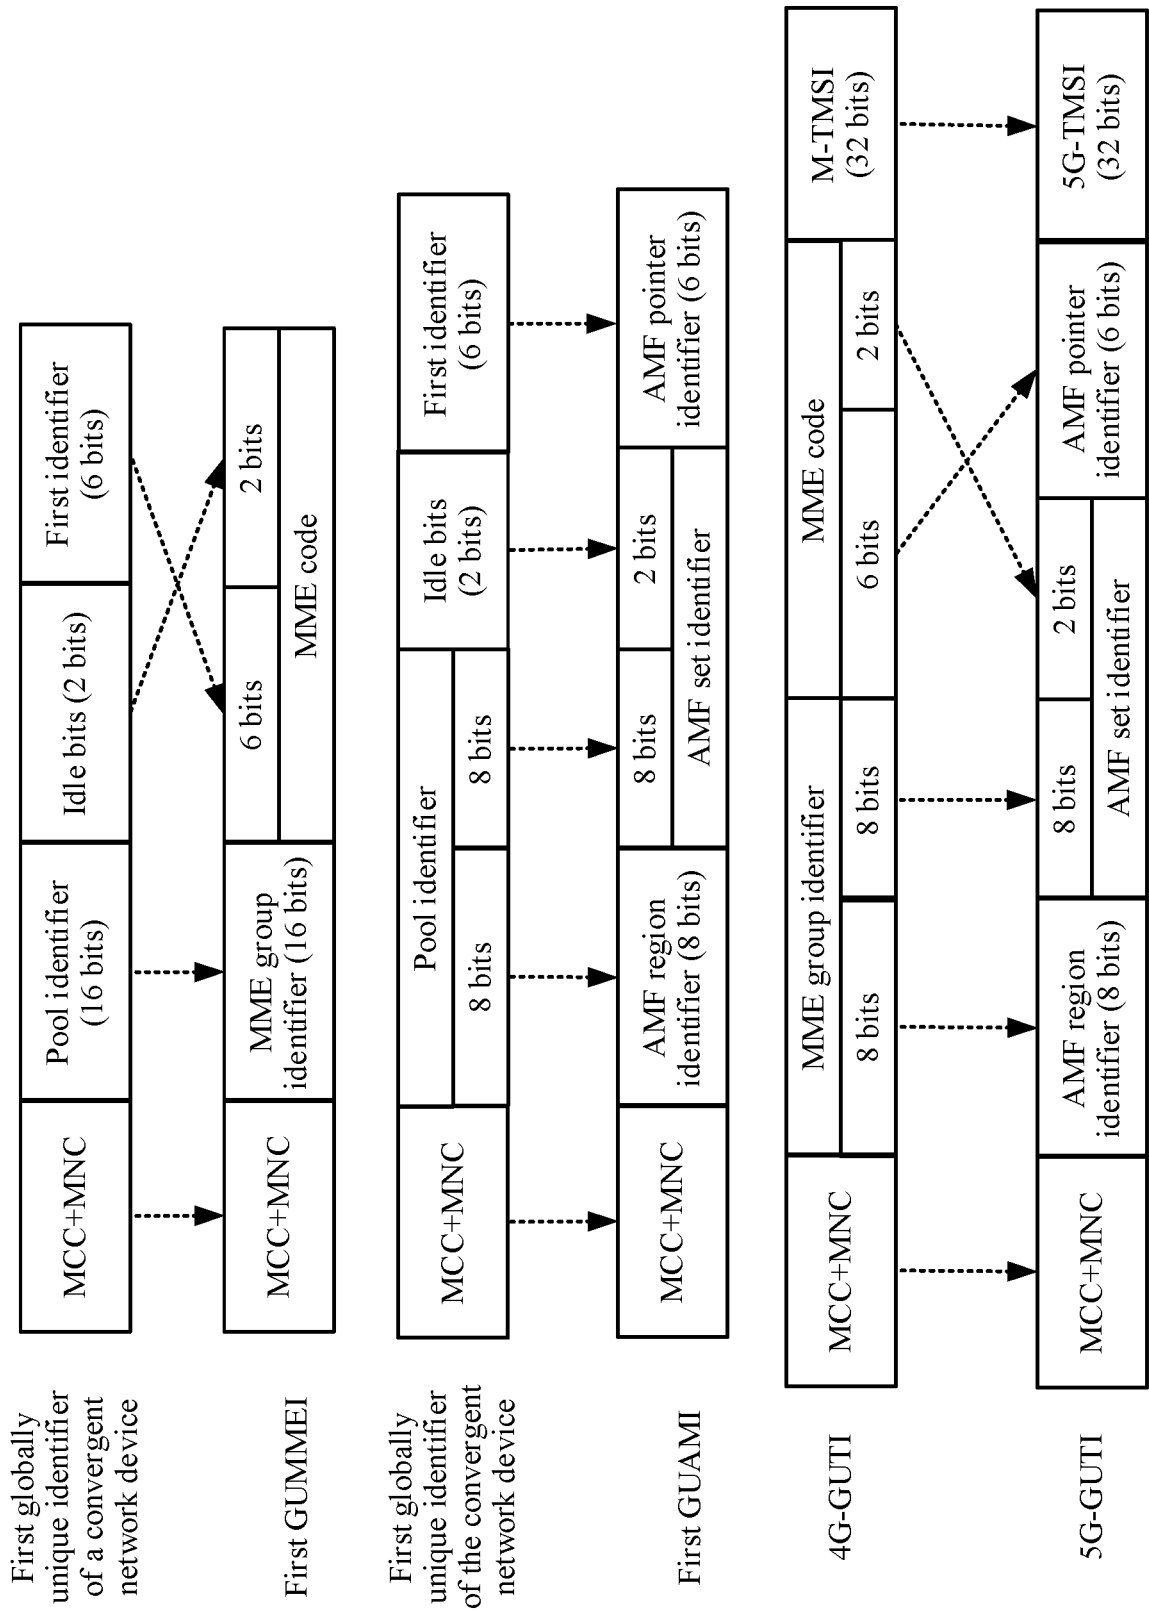 First globally
unique identifier
of a convergent
network device
MCC+MNC
Pool identifier
(16 bits)
Idle bits (2 bits)
First identifier
(6 bits)
First GUMMEI
MCC+MNC
MME group
identifier (16 bits)
6 bits
2 bits
MME code
First globally
unique identifier
of the convergent
network device
MCC+MNC
Pool identifier
8 bits
8 bits
Idle bits
(2 bits)
First identifier
(6 bits)
First GUAMI
MCC+MNC
AMF region
identifier (8 bits)
8 bits
2 bits
AMF set identifier
AMF pointer
identifier (6 bits)
4G-GUTI
MCC+MNC
MME group identifier
8 bits
8 bits
MME code
6 bits
2 bits
M-TMSI
(32 bits)
5G-GUTI
MCC+MNC
AMF region
identifier (8 bits)
8 bits
2 bits
AMF set identifier
AMF pointer
identifier (6 bits)
5G-TMSI
(32 bits)